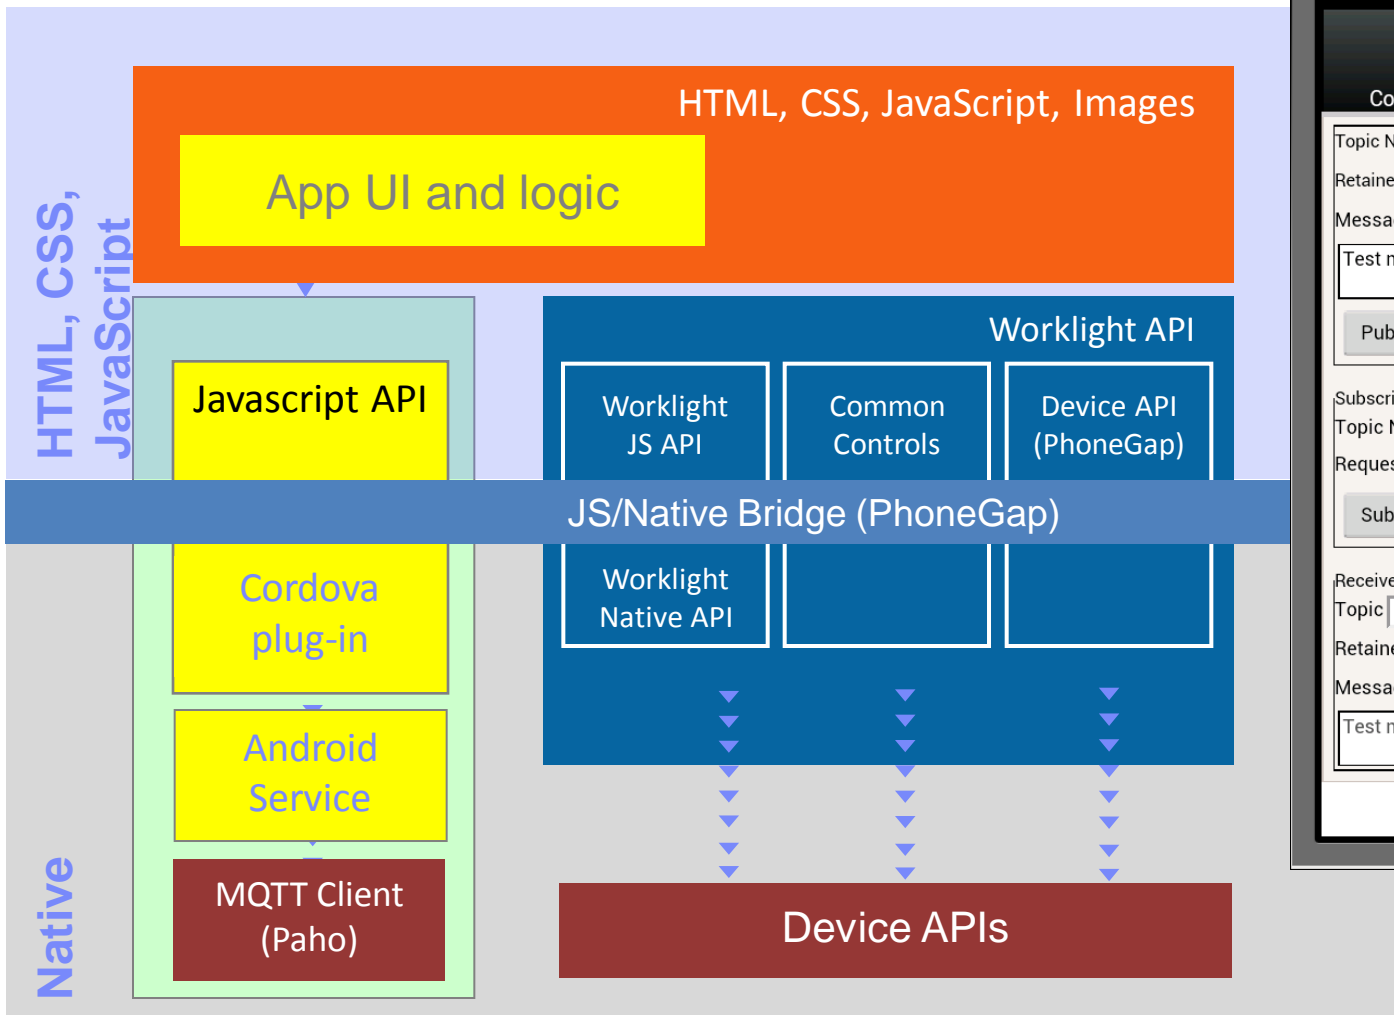 HTML, CSS,
JavaScript
Native
HTML, CSS, JavaScript, Images
App UI and logic
Javascript API
Cordova
plug-in
Android
Service
MQTT Client
(Paho)
Worklight API
Worklight
JS API
Common
Controls
Device API
(PhoneGap)
JS/Native Bridge (PhoneGap)
Worklight
Native API
Device APIs
Co
Topic N
Retaine
Messa
Test
Pub
Subscri
Topic N
Reques
Sub
Receive
Topic
Retaine
Messa
Test